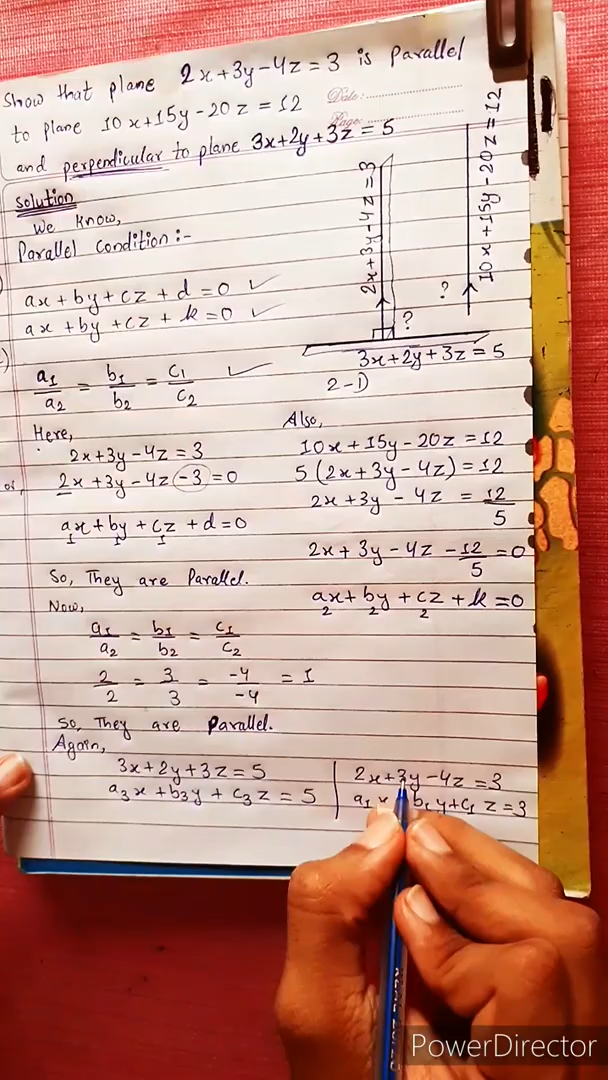 Show that plane 2x+3y-4z=3 is parallel
to plane 10x+15y-20z=12
Date:
Page:
and perpendicular to plane 3x+2y+3z=5
Solution
We know,
Parallel condition:-
ax+by+cz+d=0 ✓
ax+by+cz+k=0 ✓
a1/a2 = b1/b2 = c1/c2 ✓
2x+3y-4z=3
10x+15y-20z=12
?
?
3x+2y+3z=5
2-D
Here,
2x+3y-4z=3
or, 2x+3y-4z-3=0
a1x+b1y+c1z+d=0
So, They are Parallel.
Also,
10x+15y-20z=12
5(2x+3y-4z)=12
2x+3y-4z=12/5
2x+3y-4z-12/5=0
a2x+b2y+c2z+k=0
Now,
a1/a2 = b1/b2 = c1/c2
2/2 = 3/3 = -4/-4 = 1
So, They are Parallel.
Again,
3x+2y+3z=5
a3x+b3y+c3z=5
2x+3y-4z=3
a1x b1y+c1z=3
PowerDirector